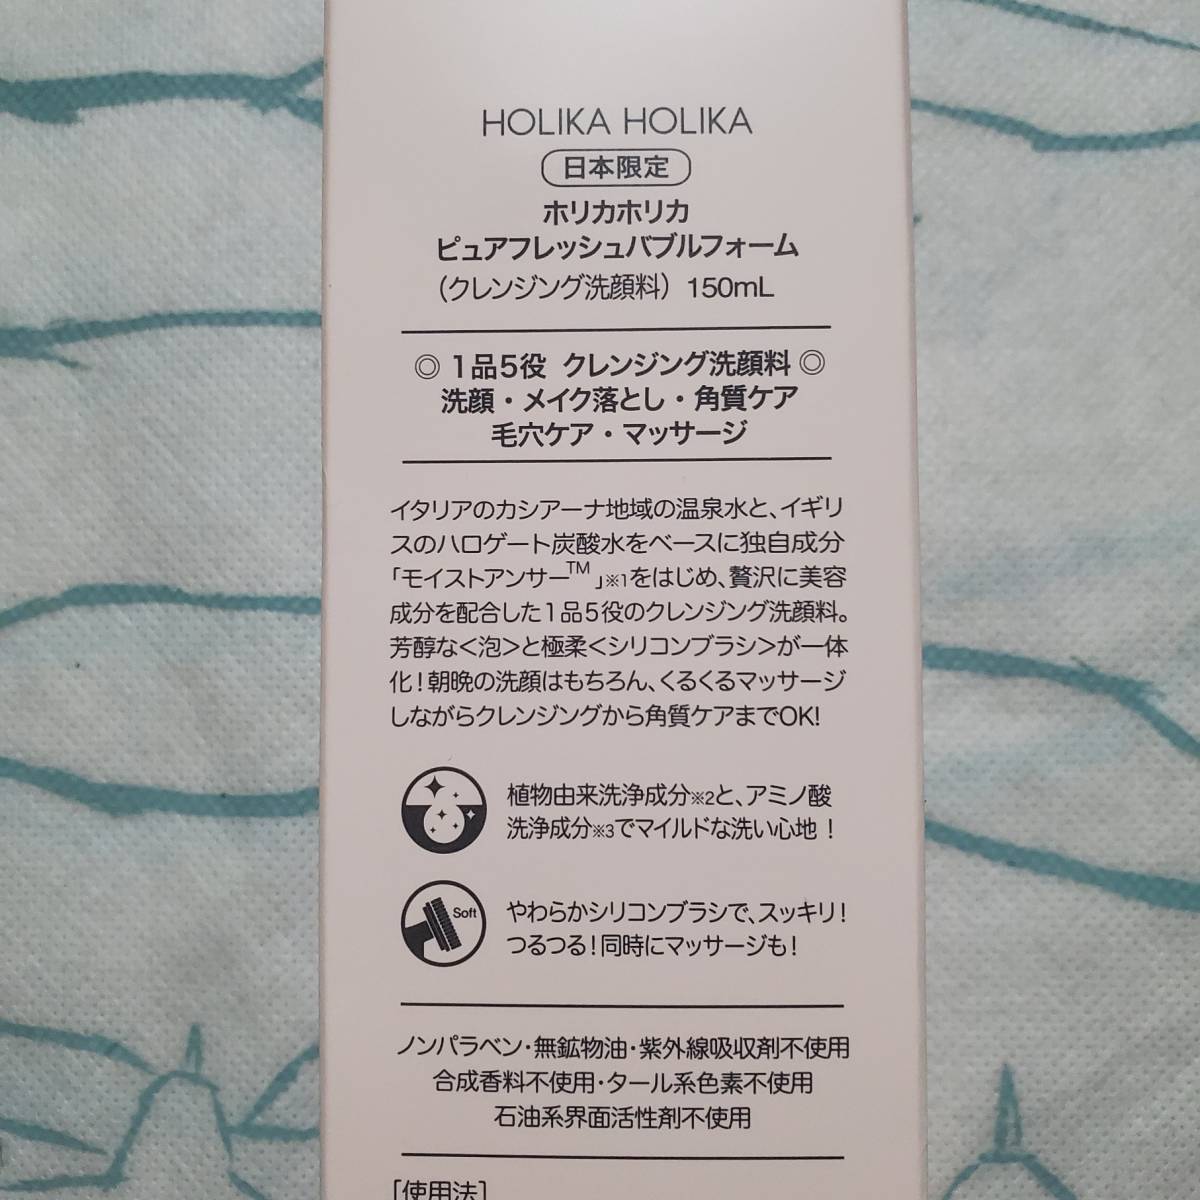 HOLIKA HOLIKA
日本限定
ホリカホリカ
ピュアフレッシュバブルフォーム
（クレンジング洗顔料） 150mL
◎ 1品5役 クレンジング洗顔料 ◎
洗顔・メイク落とし・角質ケア
毛穴ケア・マッサージ
イタリアのカシアーナ地域の温泉水と、イギリ
スのハロゲート炭酸水をベースに独自成分
「モイストアンサー™」※1をはじめ、贅沢に美容
成分を配合した1品5役のクレンジング洗顔料。
芳醇な<泡>と極柔<シリコンブラシ>が一体
化！朝晩の洗顔はもちろん、くるくるマッサージ
しながらクレンジングから角質ケアまでOK!
植物由来洗浄成分※2と、アミノ酸
洗浄成分※3でマイルドな洗い心地！
Soft
やわらかシリコンブラシで、スッキリ！
つるつる！同時にマッサージも！
ノンパラベン・無鉱物油・紫外線吸収剤不使用
合成香料不使用・タール系色素不使用
石油系界面活性剤不使用
[使用法]